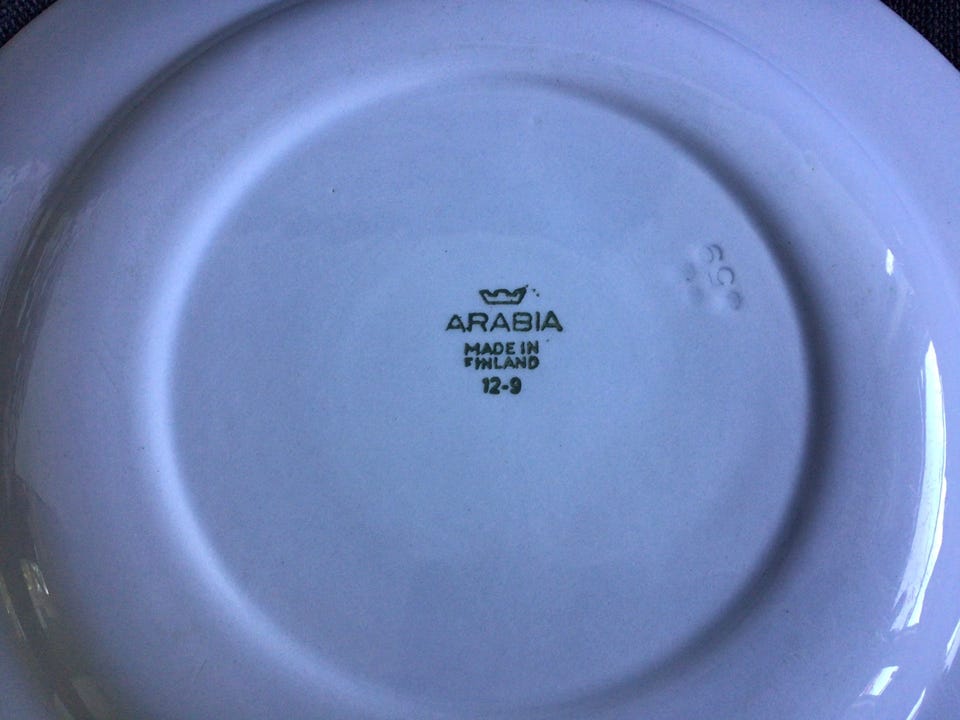 ARABIA
MADE IN
FINLAND
12-9